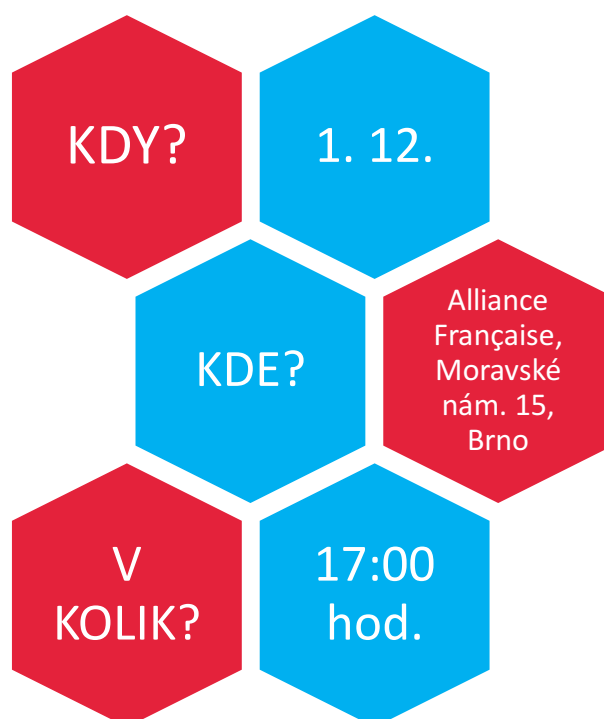 KDY?
1. 12.
KDE?
Alliance
Française,
Moravské
nám. 15,
Brno
V
KOLIK?
17:00
hod.